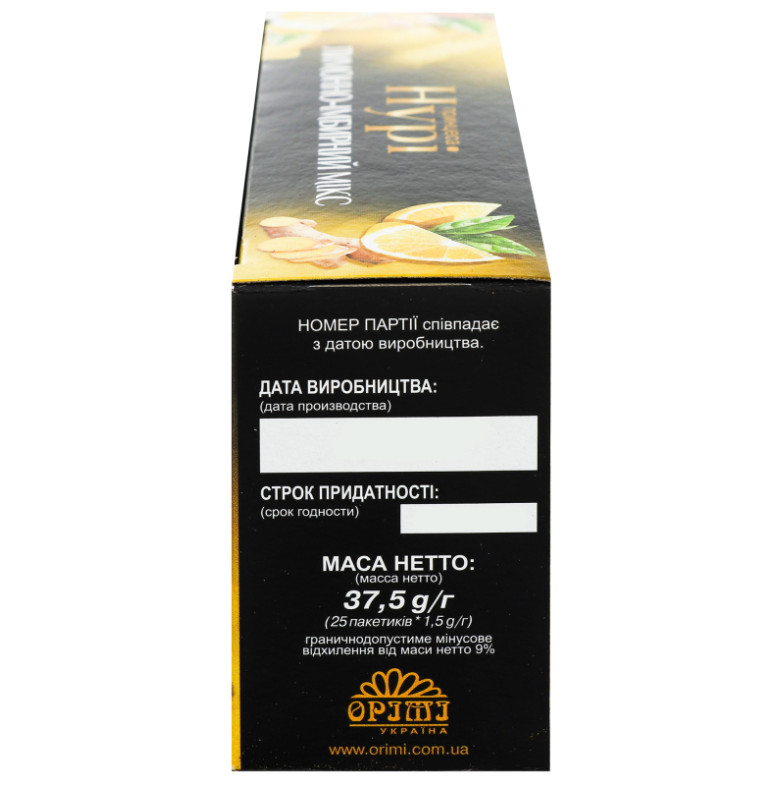 принцеса
Нурі
ЛИМОННО-ІМБИРНИЙ МІКС
НОМЕР ПАРТІЇ співпадає
з датою виробництва.
ДАТА ВИРОБНИЦТВА:
(дата производства)
СТРОК ПРИДАТНОСТІ:
(срок годности)
МАСА НЕТТО:
(масса нетто)
37,5 g/г
(25 пакетиків * 1,5 g/г)
граничнодопустиме мінусове
відхилення від маси нетто 9%
ОРІМІ
УКРАЇНА
www.orimi.com.ua